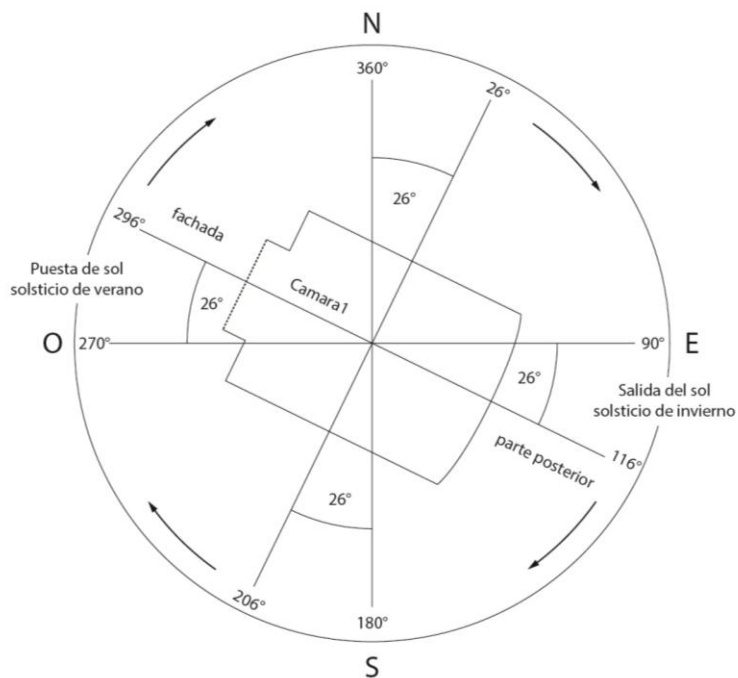 N
360°
26°
26°
296°
fachada
Puesta de sol
solsticio de verano
26°
Camara1
O
270°
90°
E
26°
Salida del sol
solsticio de invierno
parte posterior
116°
26°
206°
180°
S